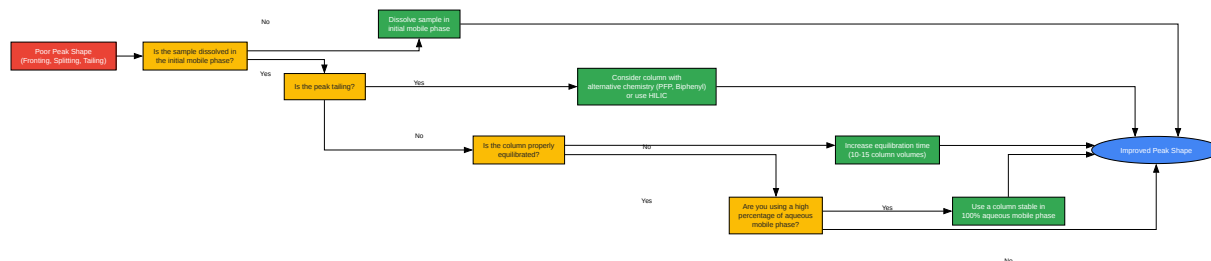 No
Dissolve sample in
initial mobile phase
Poor Peak Shape
(Fronting, Splitting, Tailing)
Is the sample dissolved in
the initial mobile phase?
Yes
Is the peak tailing?
Yes
Consider column with
alternative chemistry (PFP, Biphenyl)
or use HILIC
No
Is the column properly
equilibrated?
No
Increase equilibration time
(10-15 column volumes)
Improved Peak Shape
Yes
Are you using a high
percentage of aqueous
mobile phase?
Yes
Use a column stable in
100% aqueous mobile phase
No